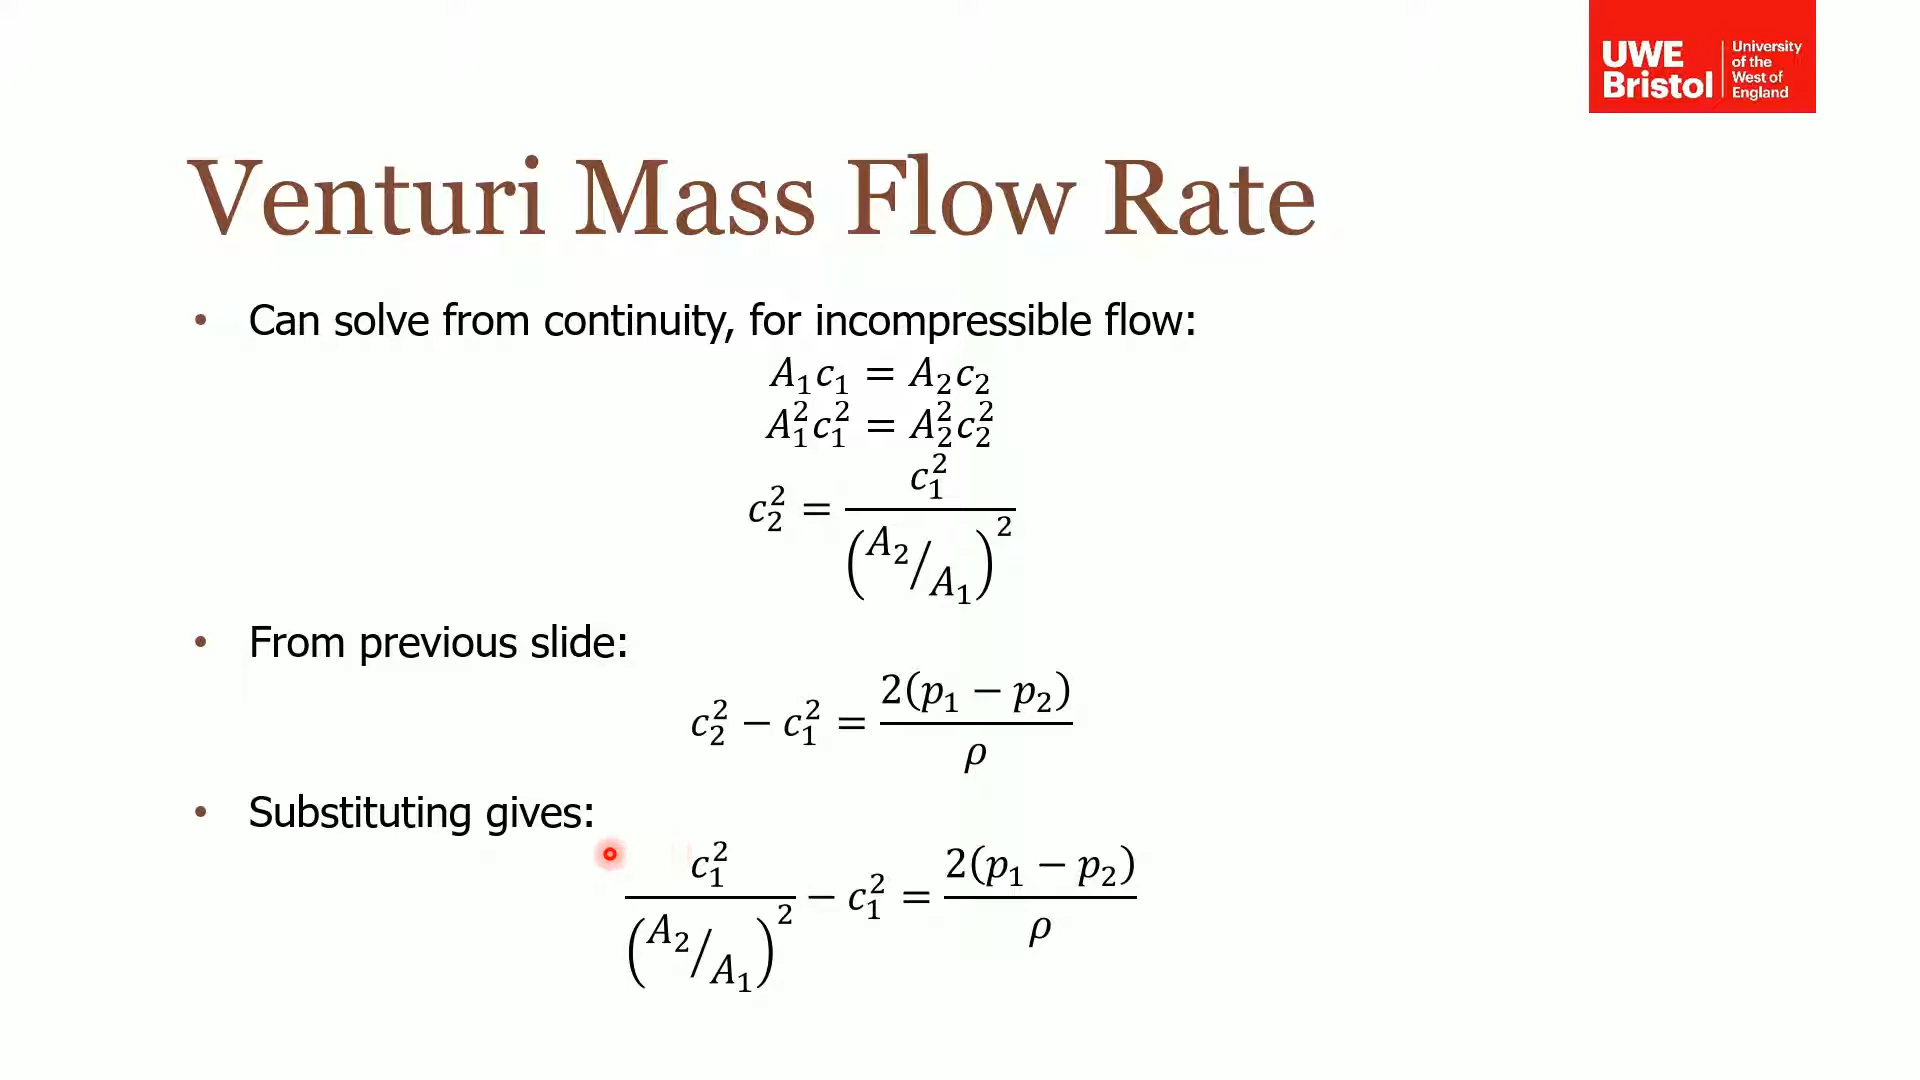 UWE Bristol
University of the West of England
Venturi Mass Flow Rate
• Can solve from continuity, for incompressible flow:
A₁c₁ = A₂c₂
A₁²c₁² = A₂²c₂²
c₂² = c₁² / (A₂/A₁)²
• From previous slide:
c₂² − c₁² = 2(p₁ − p₂) / ρ
• Substituting gives:
c₁² / (A₂/A₁)² − c₁² = 2(p₁ − p₂) / ρ